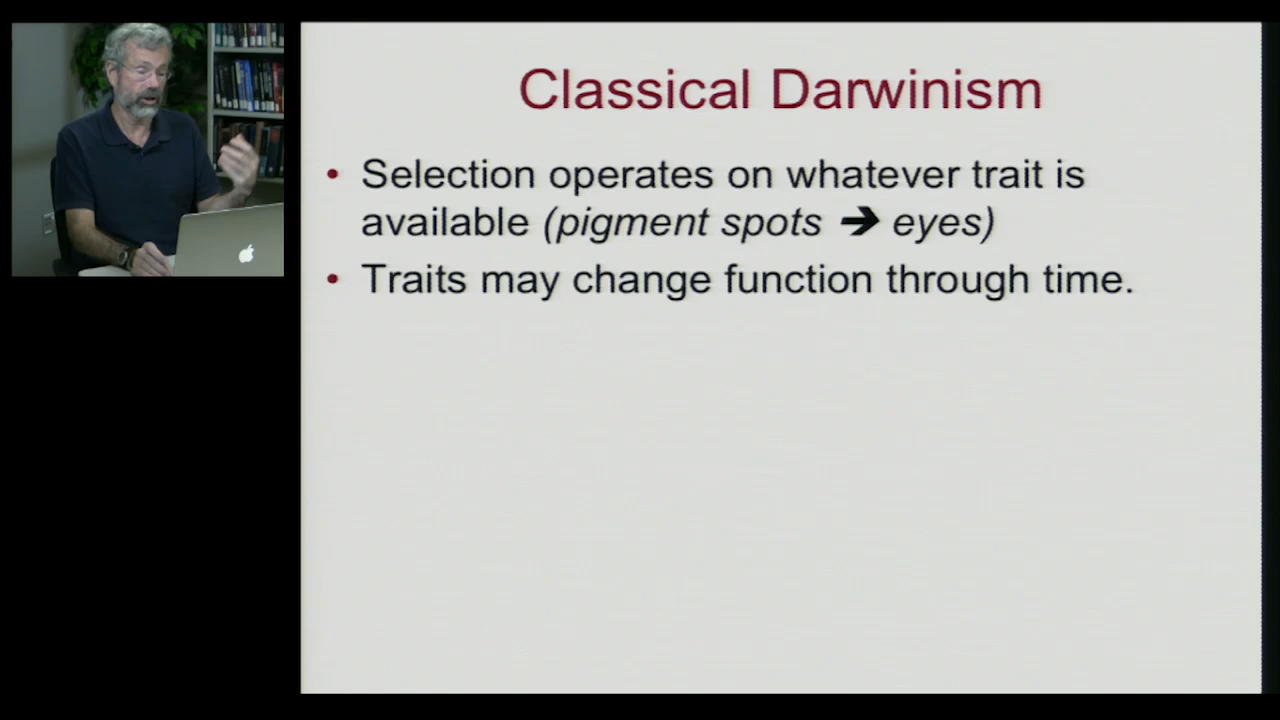 Classical Darwinism
• Selection operates on whatever trait is
available (pigment spots ➔ eyes)
• Traits may change function through time.